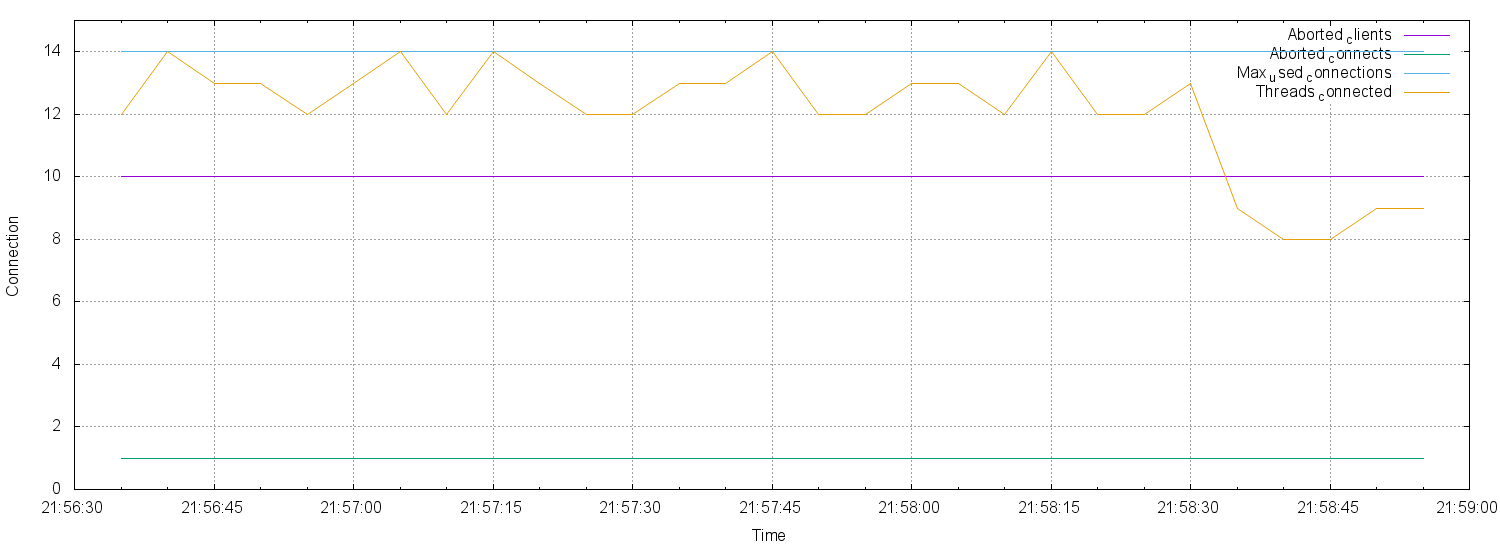 14
12
10
8
6
4
2
0
Connection
Aborted_clients
Aborted_connects
Max_used_connections
Threads_connected
21:56:30 21:56:45 21:57:00 21:57:15 21:57:30 21:57:45 21:58:00 21:58:15 21:58:30 21:58:45 21:59:00
Time